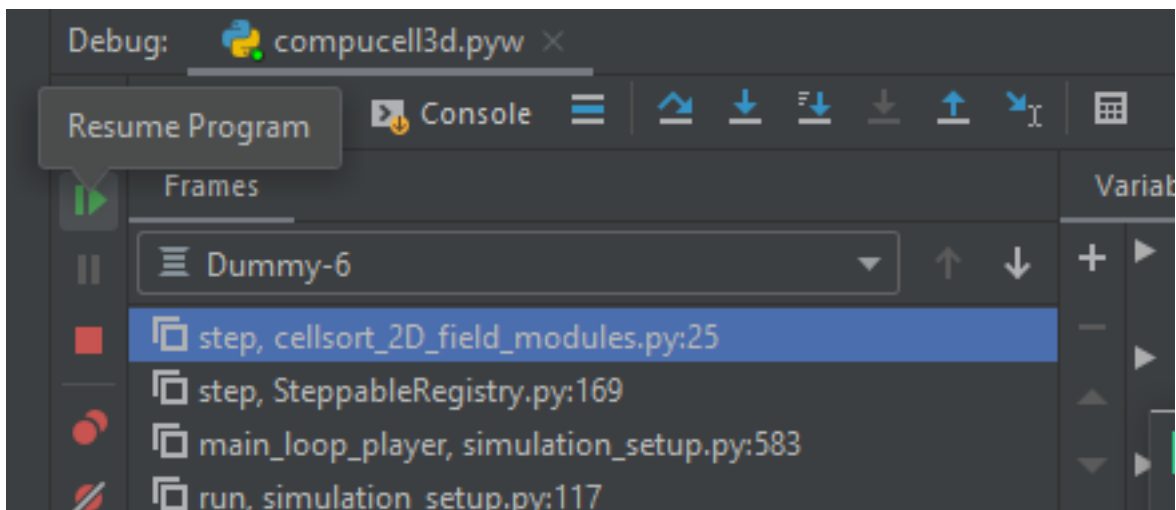 Debug: compucell3d.pyw
Resume Program
Console
Frames
Variab
Dummy-6
step, cellsort_2D_field_modules.py:25
step, SteppableRegistry.py:169
main_loop_player, simulation_setup.py:583
run, simulation_setup.py:117